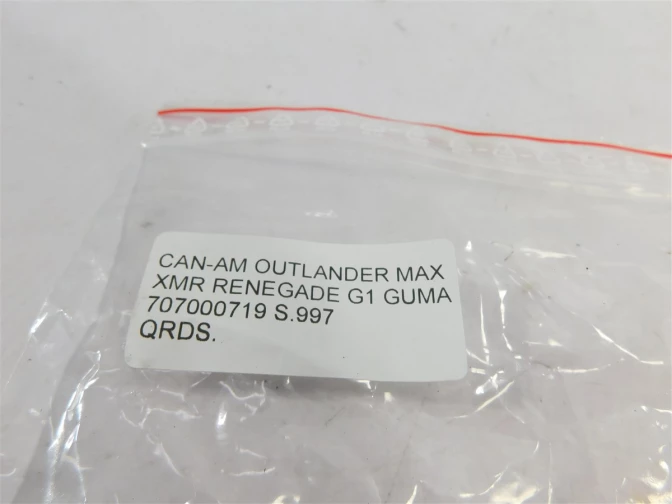 CAN-AM OUTLANDER MAX
XMR RENEGADE G1 GUMA
707000719 S.997
QRDS.